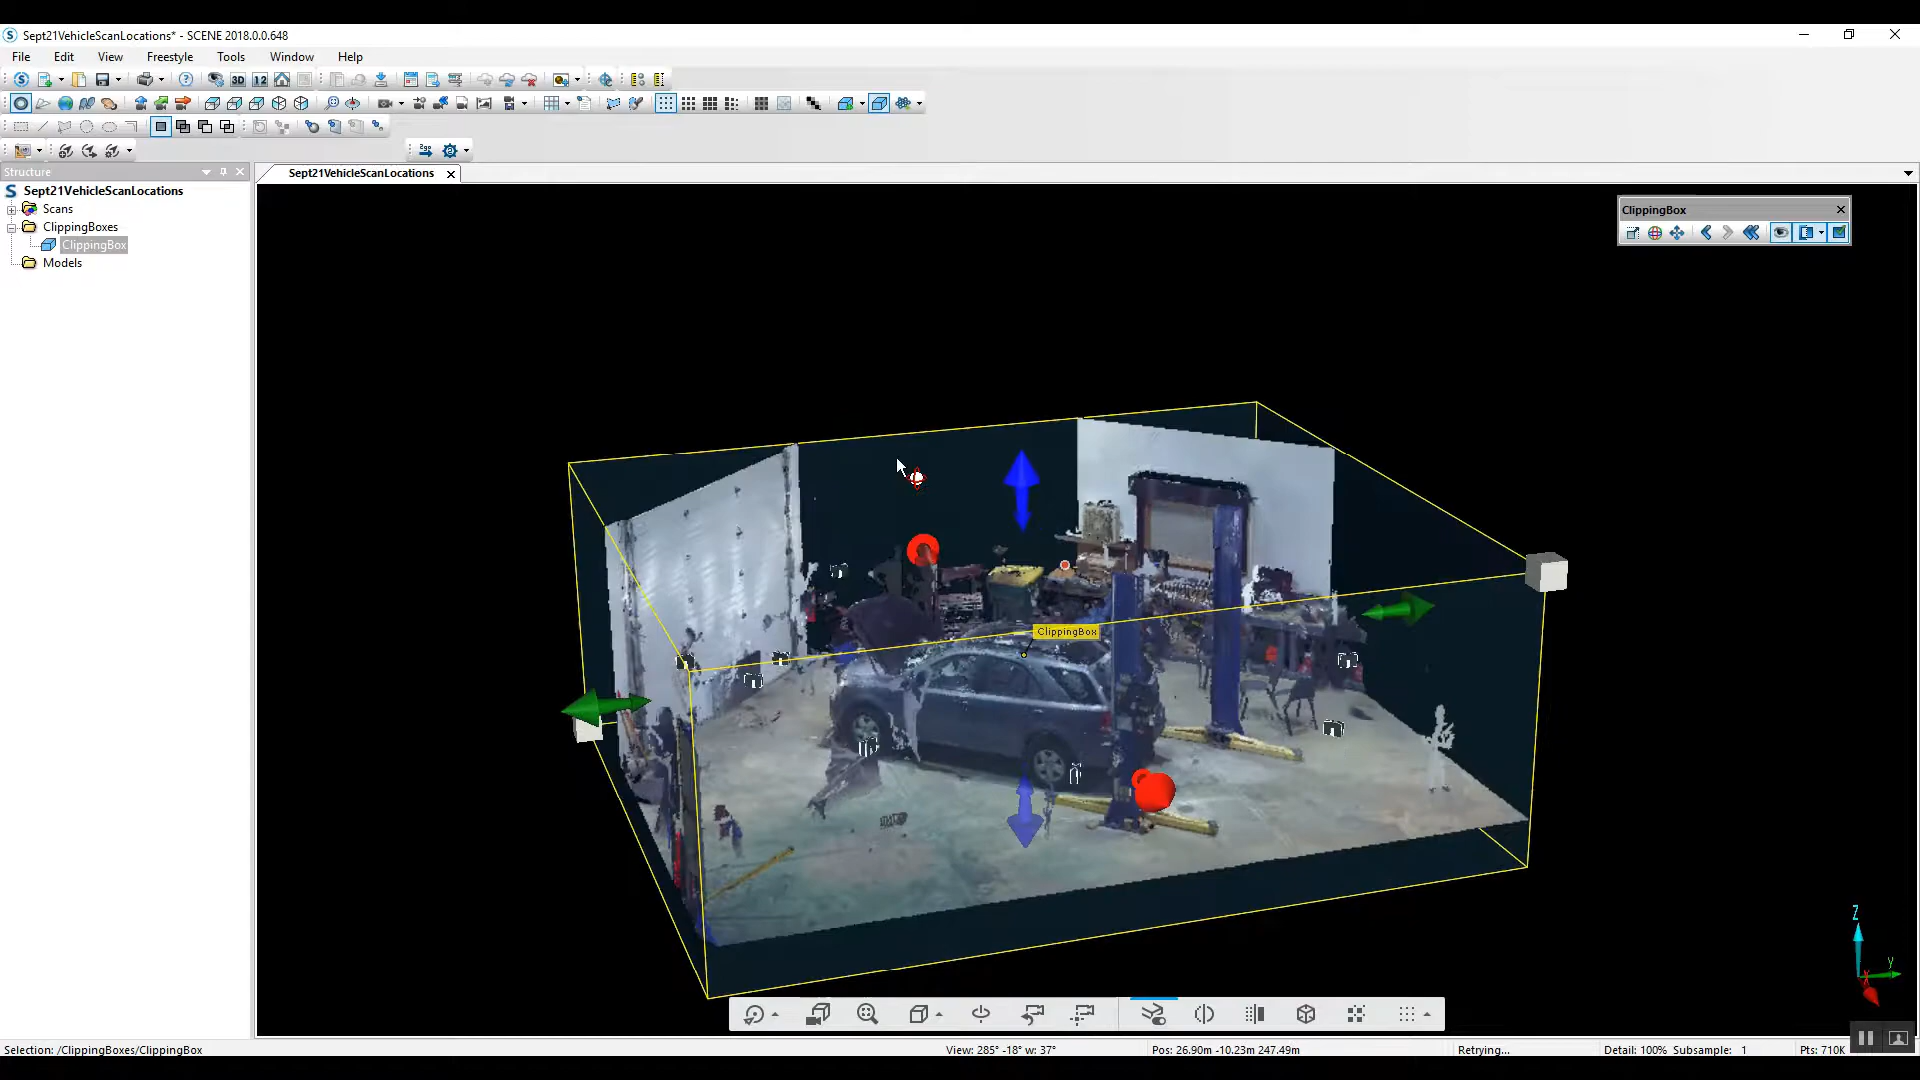 Sept21VehicleScanLocations* - SCENE 2018.0.0.648
File Edit View Freestyle Tools Window Help
3D 12
Structure
Sept21VehicleScanLocations
Scans
ClippingBoxes
ClippingBox
Models
Sept21VehicleScanLocations
ClippingBox
ClippingBox
Z
y
x
Selection: /ClippingBoxes/ClippingBox View: 285° -18° w: 37° Pos: 26.90m -10.23m 247.49m Retrying... Detail: 100% Subsample: 1 Pts: 710K